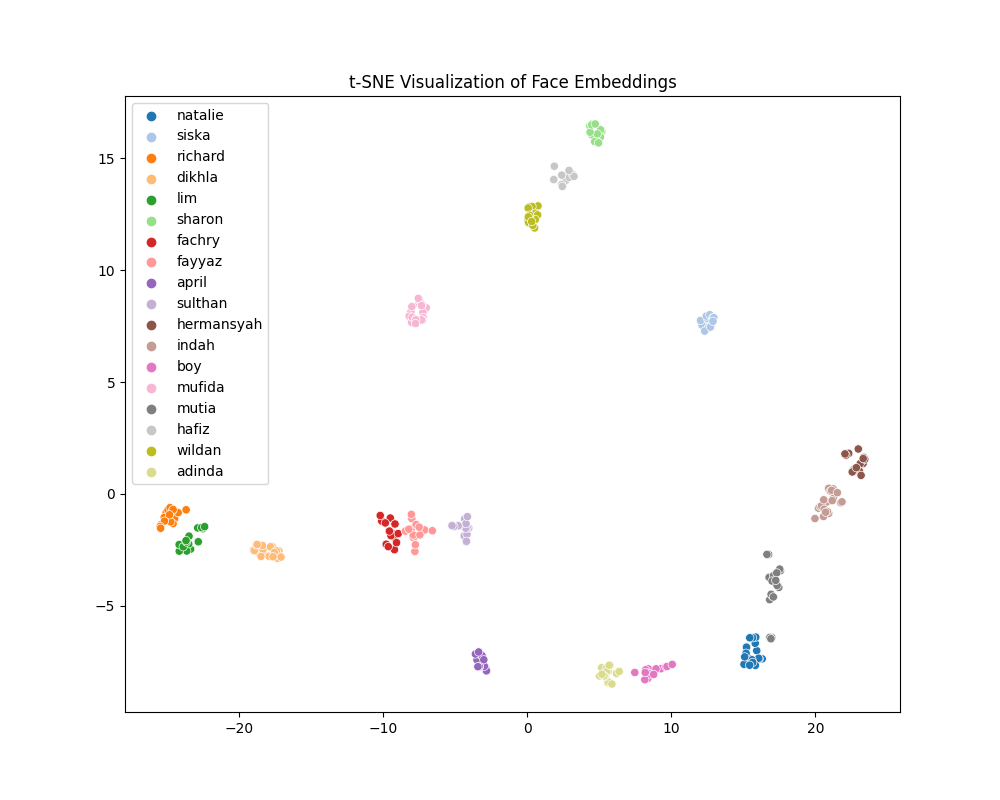 t-SNE Visualization of Face Embeddings
natalie
siska
richard
dikhla
lim
sharon
fachry
fayyaz
april
sulthan
hermansyah
indah
boy
mufida
mutia
hafiz
wildan
adinda
15
10
5
0
−5
−20
−10
0
10
20